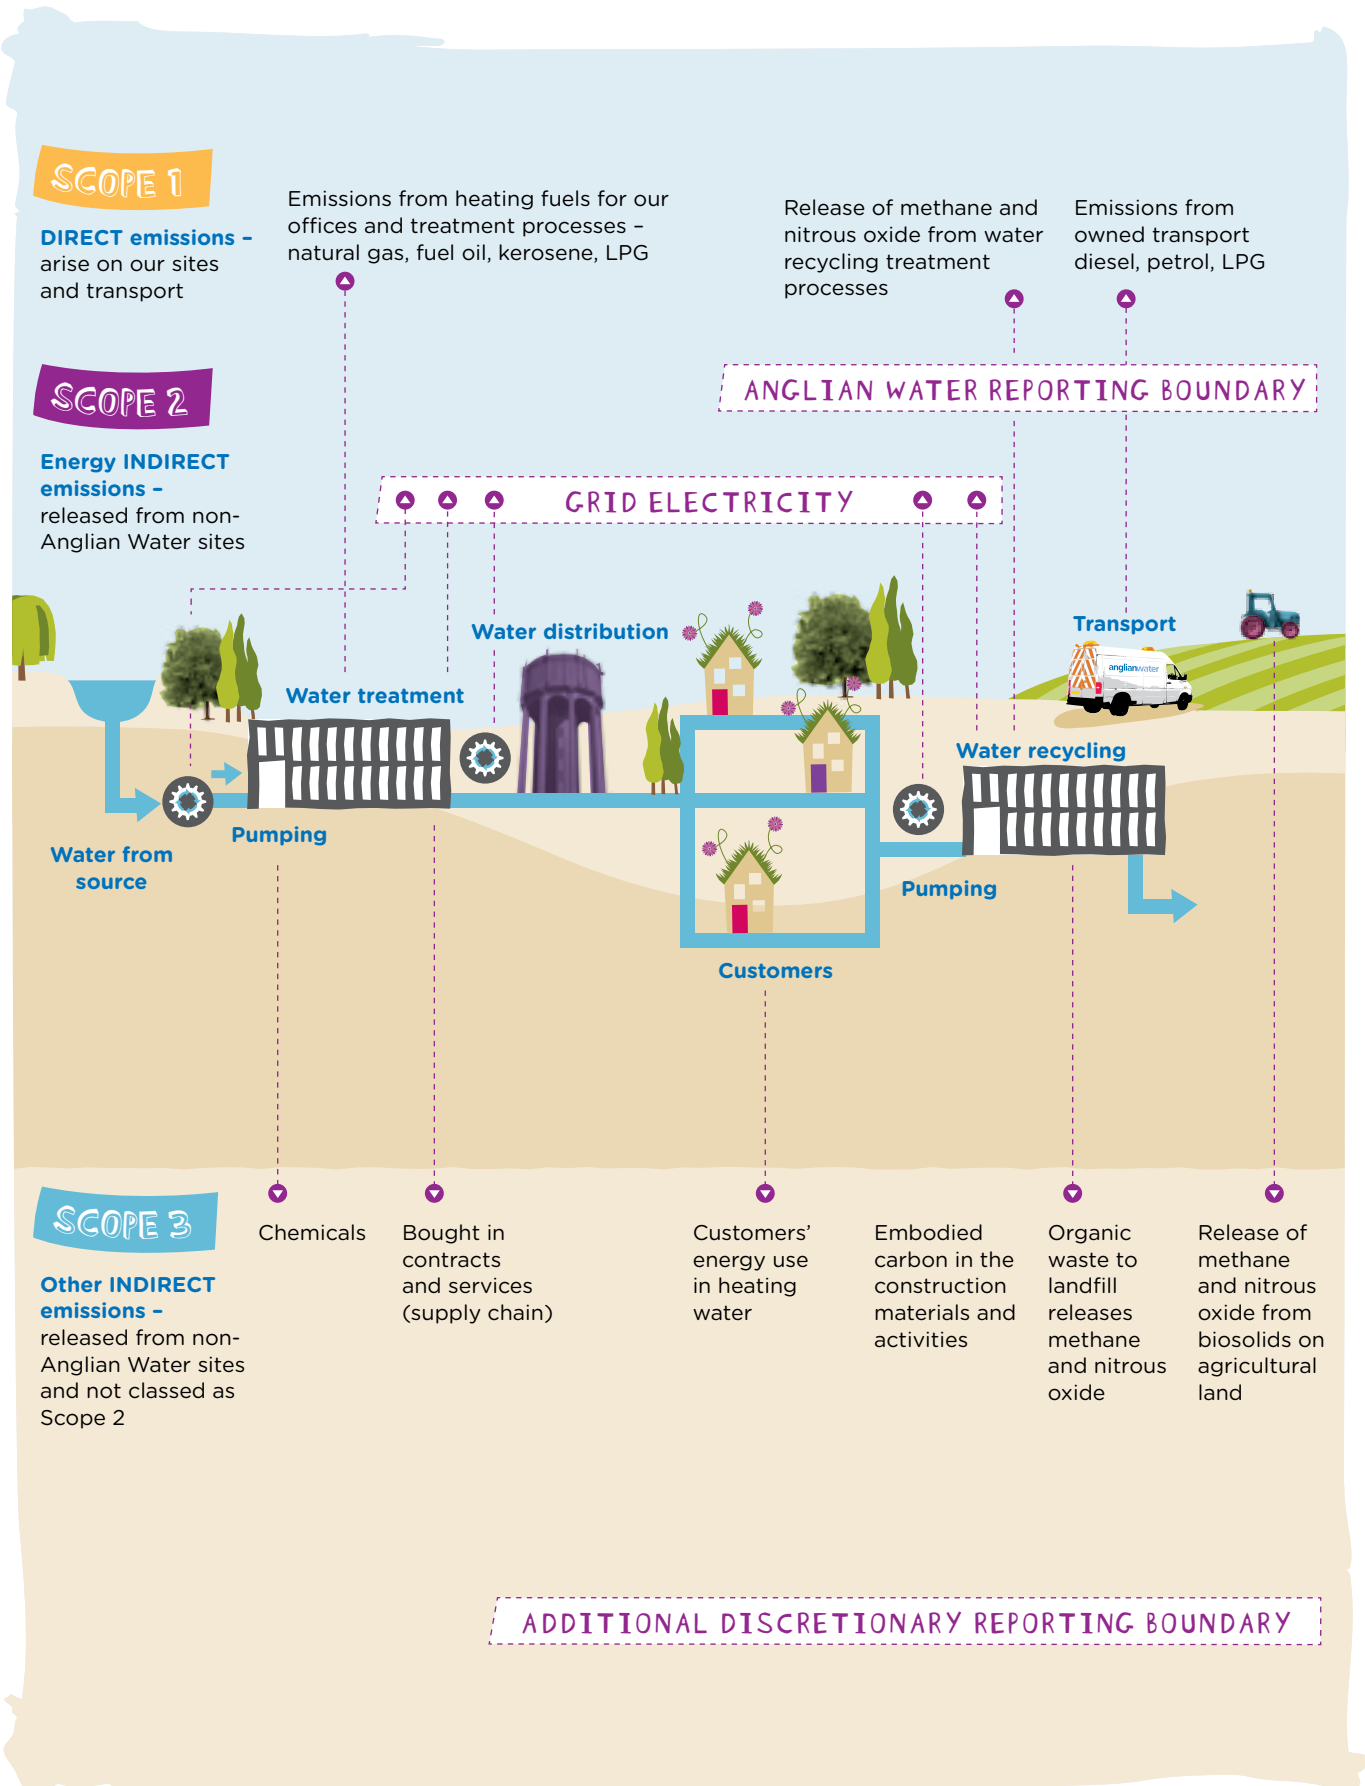 SCOPE 1
DIRECT emissions –
arise on our sites
and transport
Emissions from heating fuels for our
offices and treatment processes –
natural gas, fuel oil, kerosene, LPG
Release of methane and
nitrous oxide from water
recycling treatment
processes
Emissions from
owned transport
diesel, petrol, LPG
ANGLIAN WATER REPORTING BOUNDARY
SCOPE 2
Energy INDIRECT
emissions –
released from non-
Anglian Water sites
GRID ELECTRICITY
Water distribution
Transport
anglianwater
Water treatment
Water recycling
Pumping
Water from
source
Pumping
Customers
SCOPE 3
Other INDIRECT
emissions –
released from non-
Anglian Water sites
and not classed as
Scope 2
Chemicals
Bought in
contracts
and services
(supply chain)
Customers’
energy use
in heating
water
Embodied
carbon in the
construction
materials and
activities
Organic
waste to
landfill
releases
methane
and nitrous
oxide
Release of
methane
and nitrous
oxide from
biosolids on
agricultural
land
ADDITIONAL DISCRETIONARY REPORTING BOUNDARY